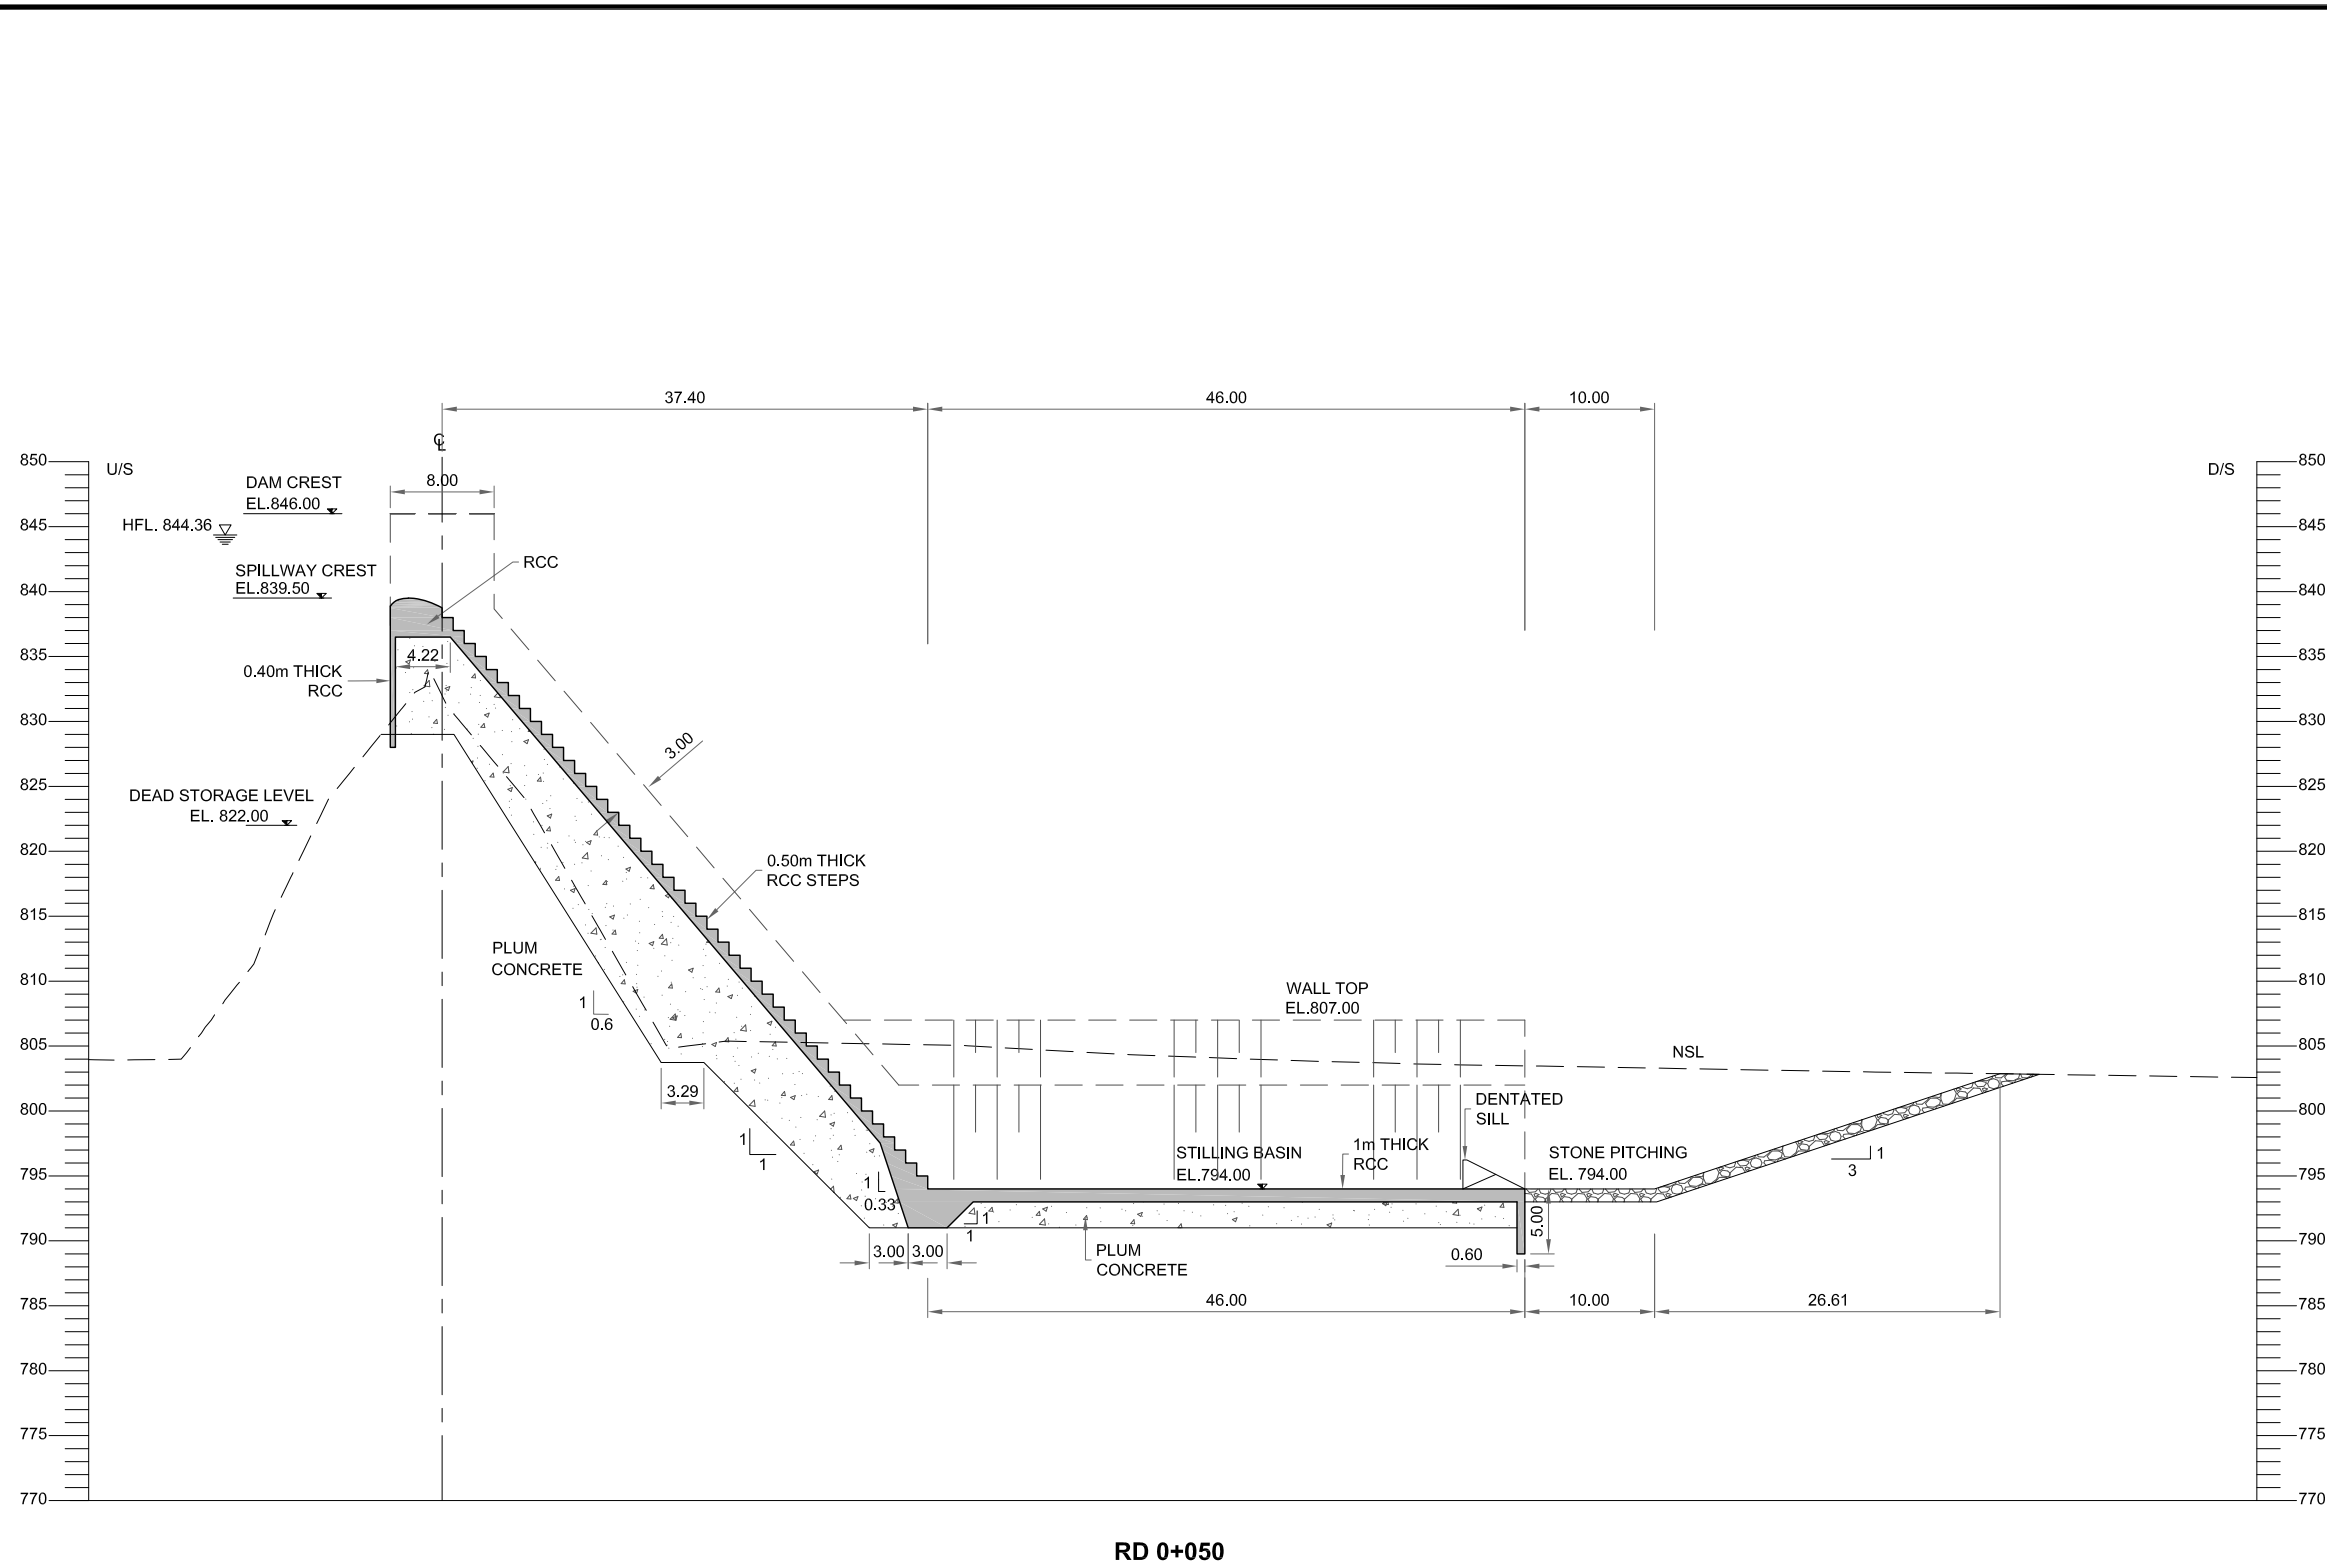 37.40
46.00
10.00
℄
850
U/S
D/S
850
DAM CREST
EL.846.00
8.00
845
HFL. 844.36
845
SPILLWAY CREST
EL.839.50
RCC
840
840
835
4.22
835
0.40m THICK
RCC
830
3.00
830
825
825
DEAD STORAGE LEVEL
EL. 822.00
820
820
0.50m THICK
RCC STEPS
815
815
PLUM
CONCRETE
810
810
1
0.6
WALL TOP
EL.807.00
805
NSL
805
3.29
800
DENTATED
SILL
800
1
1
STILLING BASIN
EL.794.00
1m THICK
RCC
STONE PITCHING
EL. 794.00
1
3
795
795
1
0.33
1
1
5.00
790
790
3.00
3.00
PLUM
CONCRETE
0.60
785
46.00
10.00
26.61
785
780
780
775
775
770
770
RD 0+050